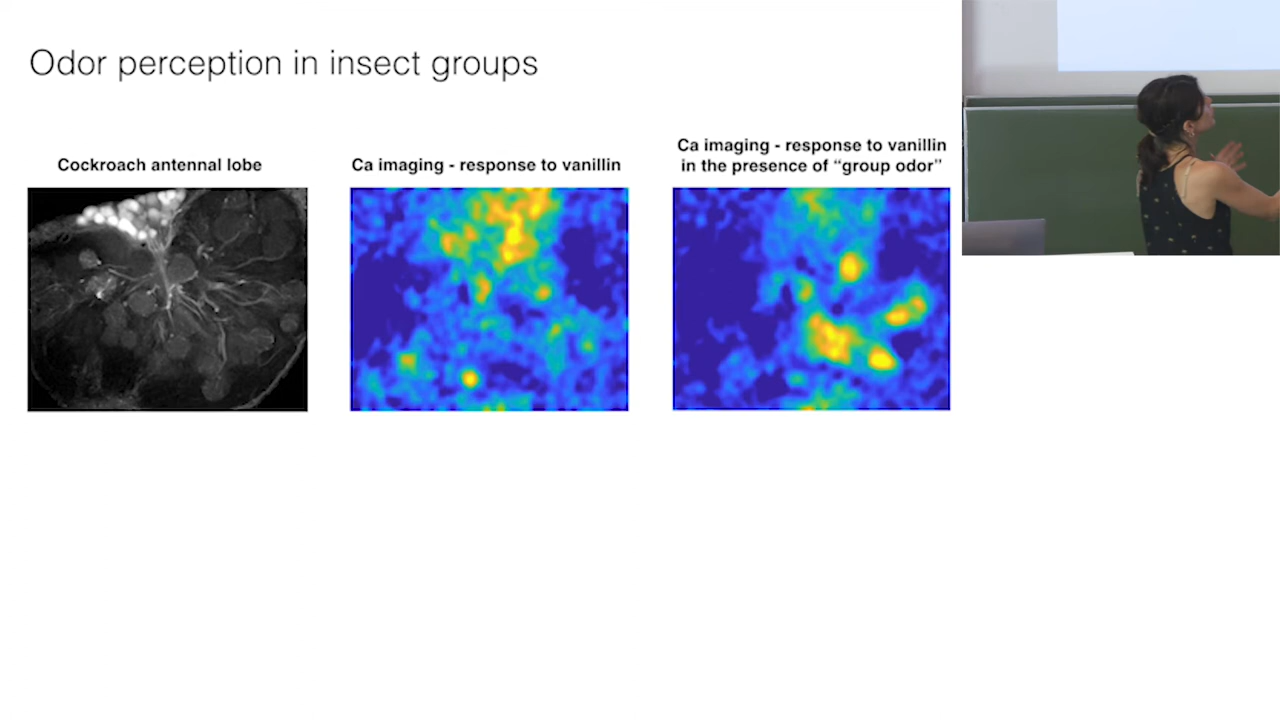 Odor perception in insect groups
Cockroach antennal lobe
Ca imaging - response to vanillin
Ca imaging - response to vanillin
in the presence of “group odor”